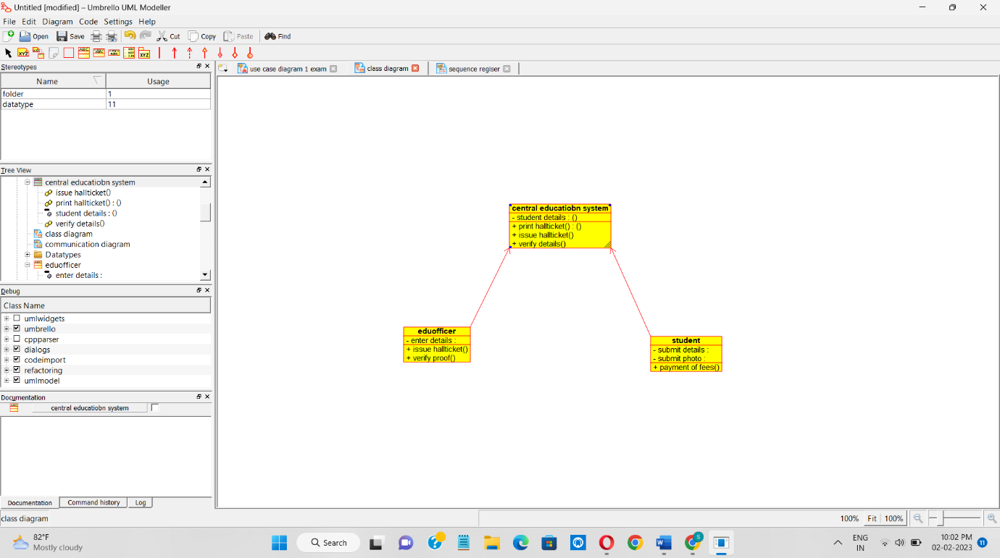 Untitled [modified] – Umbrello UML Modeller
File Edit Diagram Code Settings Help
Open Save Cut Copy Paste Find
Stereotypes
Name Usage
folder 1
datatype 11
Tree View
central educatiobn system
issue hallticket()
print hallticket() : ()
student details : ()
verify details()
class diagram
communication diagram
Datatypes
eduofficer
enter details :
Debug
Class Name
umlwidgets
umbrello
cppparser
dialogs
codeimport
refactoring
umlmodel
Documentation
central educatiobn system
Documentation Command history Log
class diagram
use case diagram 1 exam class diagram sequence regiser
central educatiobn system
- student details : ()
+ print hallticket() : ()
+ issue hallticket()
+ verify details()
eduofficer
- enter details :
+ issue hallticket()
+ verify proof()
student
- submit details :
- submit photo :
+ payment of fees()
100% Fit 100%
82°F
Mostly cloudy
Search
ENG
IN
10:02 PM
02-02-2023
11